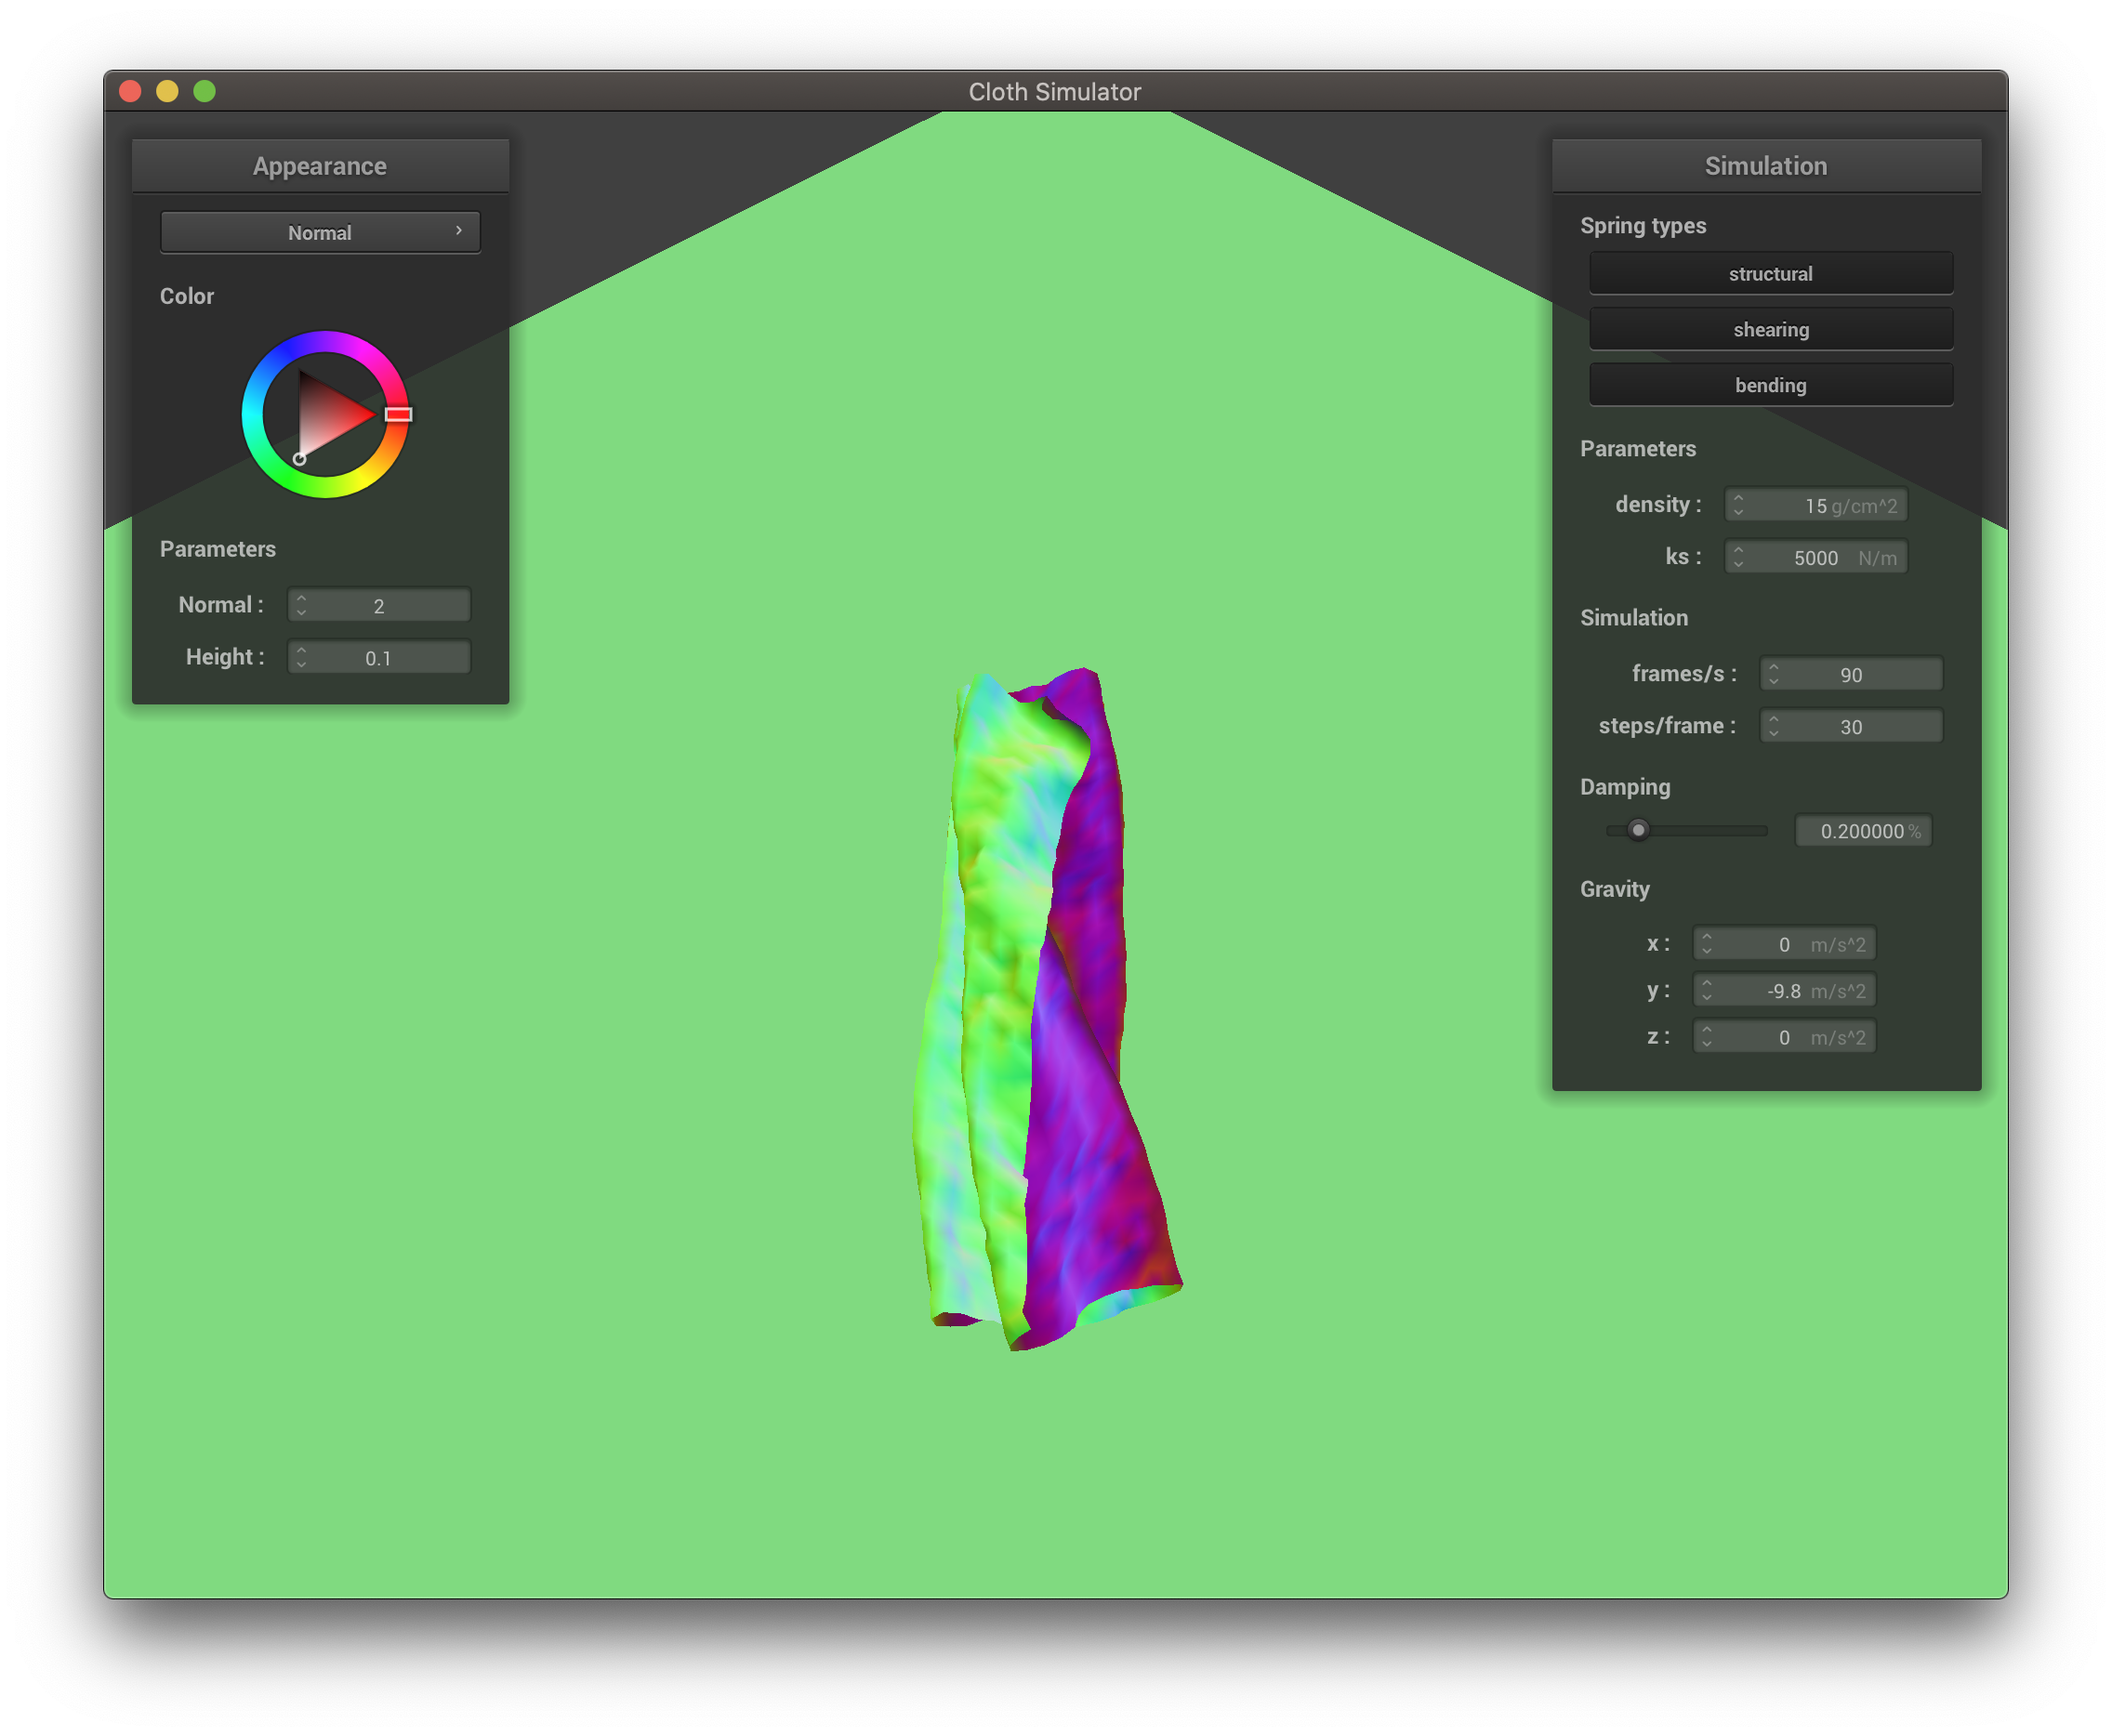 Cloth Simulator
Appearance
Normal
Color
Parameters
Normal : 2
Height : 0.1
Simulation
Spring types
structural
shearing
bending
Parameters
density : 15 g/cm^2
ks : 5000 N/m
Simulation
frames/s : 90
steps/frame : 30
Damping
0.200000 %
Gravity
x : 0 m/s^2
y : -9.8 m/s^2
z : 0 m/s^2